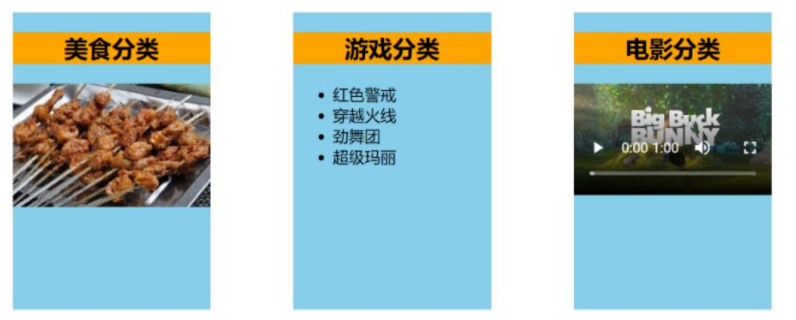 美食分类
游戏分类
红色警戒
穿越火线
劲舞团
超级玛丽
电影分类
Big Buck
BUNNY
0:00 1:00